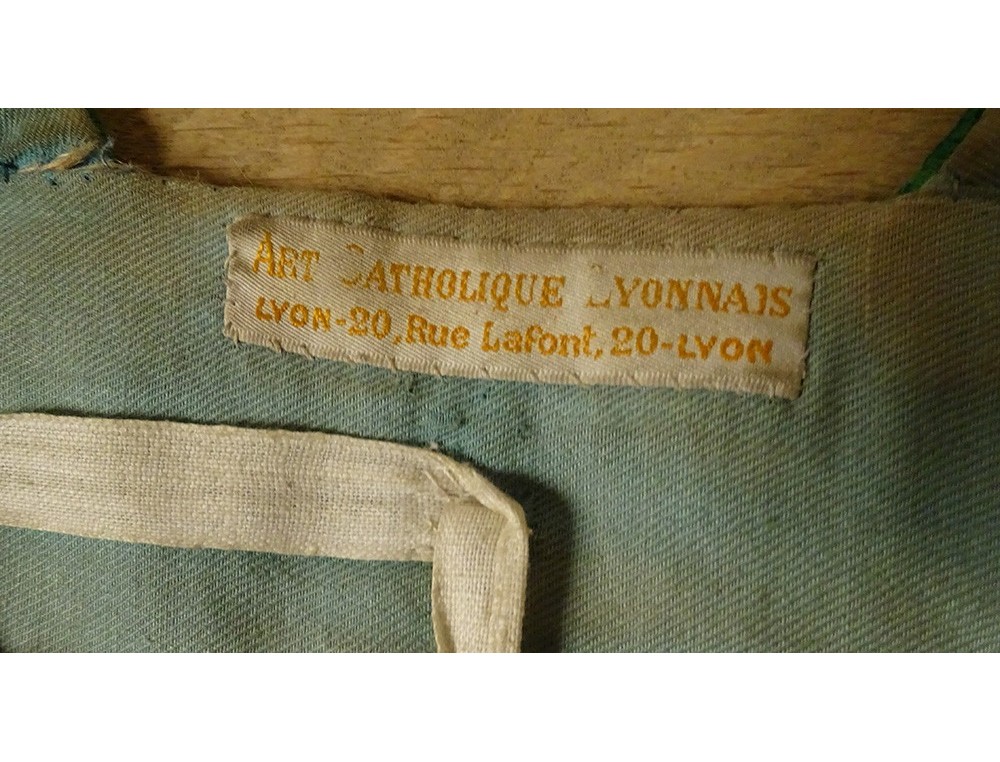 ART CATHOLIQUE LYONNAIS
LYON-20, Rue Lafont, 20-LYON